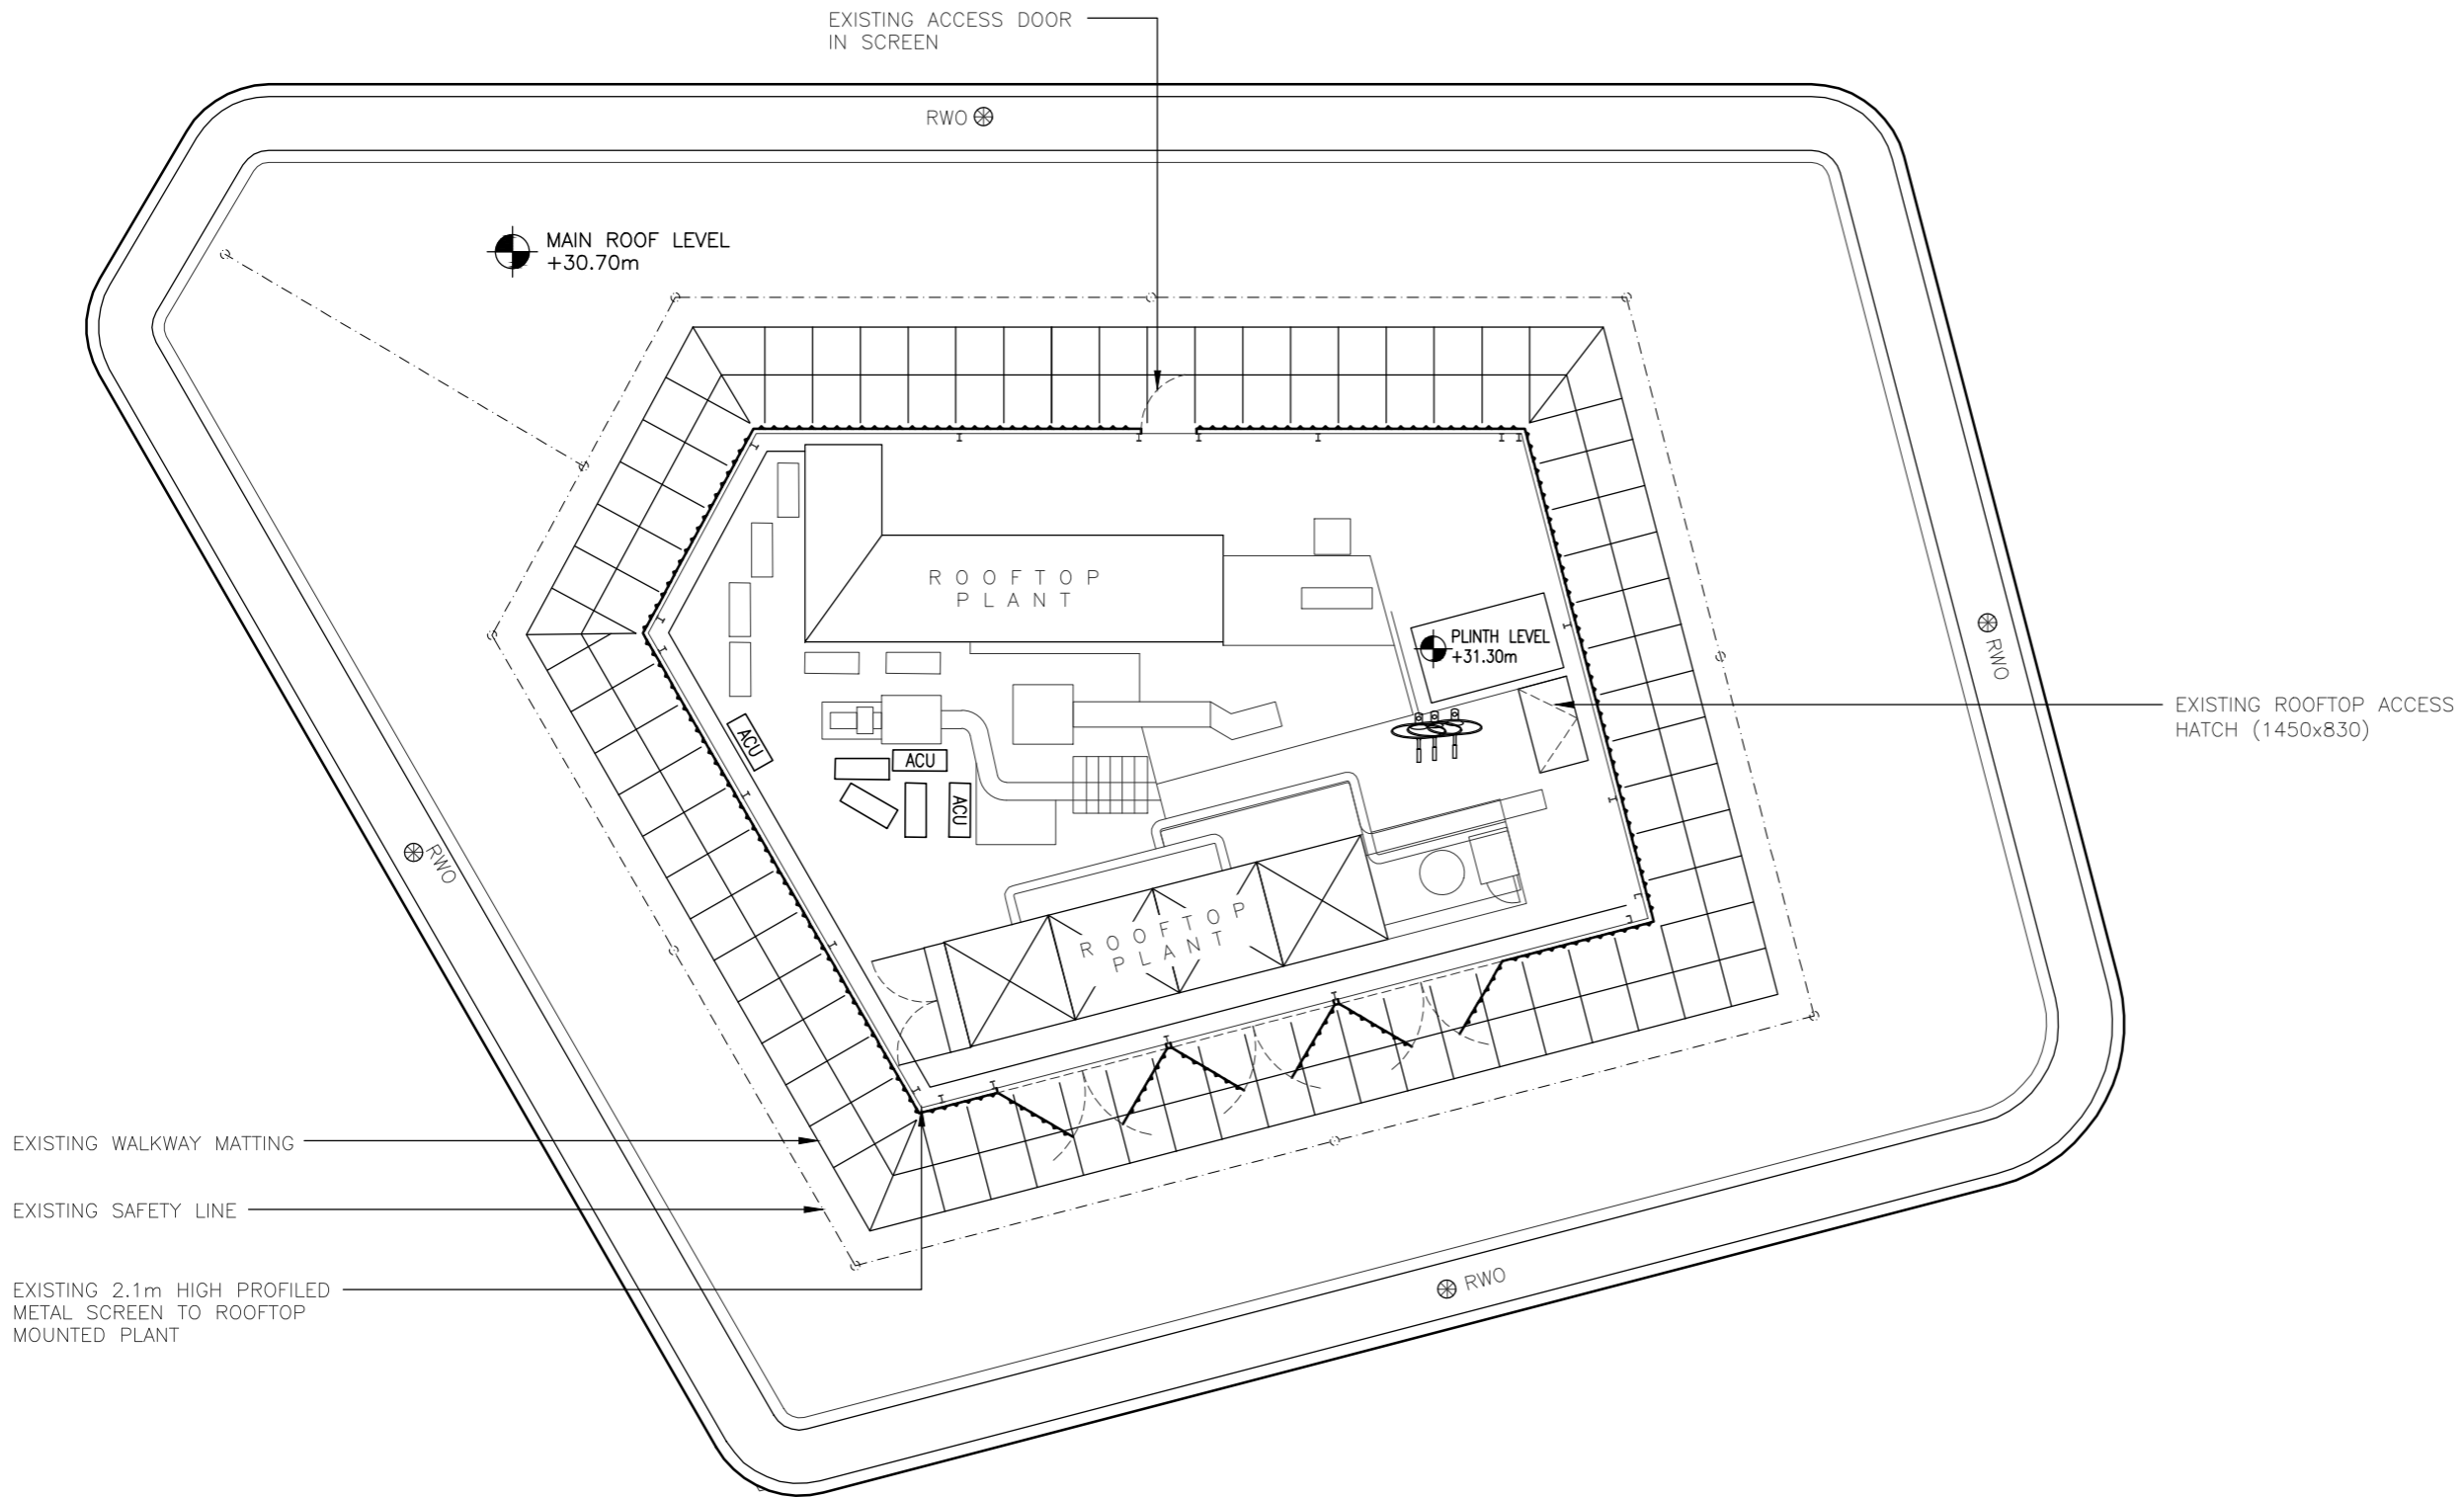 EXISTING ACCESS DOOR
IN SCREEN
RWO
MAIN ROOF LEVEL
+30.70m
ROOFTOP
PLANT
PLINTH LEVEL
+31.30m
RWO
EXISTING ROOFTOP ACCESS
HATCH (1450x830)
ACU
ACU
ACU
RWO
ROOFTOP
PLANT
EXISTING WALKWAY MATTING
EXISTING SAFETY LINE
EXISTING 2.1m HIGH PROFILED
METAL SCREEN TO ROOFTOP
MOUNTED PLANT
RWO